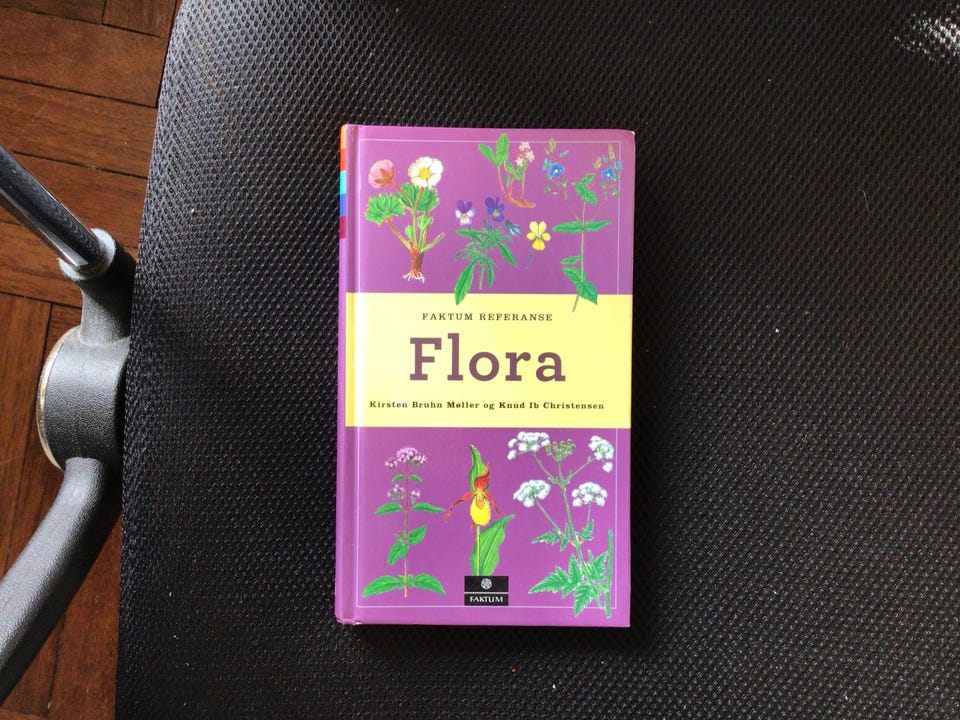 FAKTUM REFERANSE
Flora
Kirsten Bruhn Møller og Knud Ib Christensen
FAKTUM